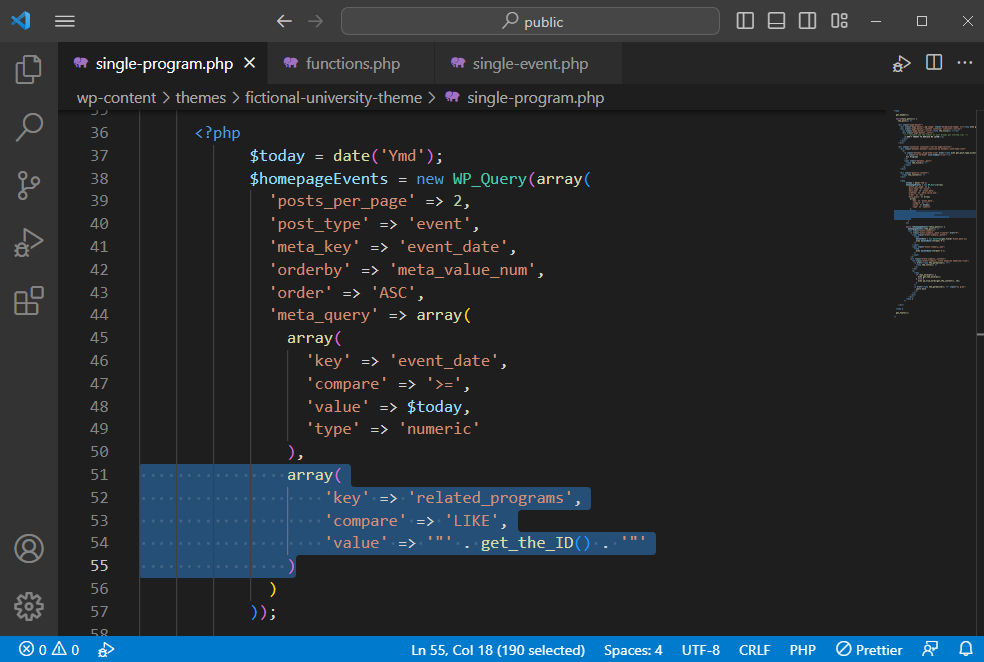 public
single-program.php
functions.php
single-event.php
wp-content > themes > fictional-university-theme > single-program.php
36 <?php
37 $today = date('Ymd');
38 $homepageEvents = new WP_Query(array(
39 'posts_per_page' => 2,
40 'post_type' => 'event',
41 'meta_key' => 'event_date',
42 'orderby' => 'meta_value_num',
43 'order' => 'ASC',
44 'meta_query' => array(
45 array(
46 'key' => 'event_date',
47 'compare' => '>=',
48 'value' => $today,
49 'type' => 'numeric'
50 ),
51 array(
52 'key' => 'related_programs',
53 'compare' => 'LIKE',
54 'value' => '"' . get_the_ID() . '"'
55 )
56 )
57 ));
58
0 0 Ln 55, Col 18 (190 selected) Spaces: 4 UTF-8 CRLF PHP Prettier